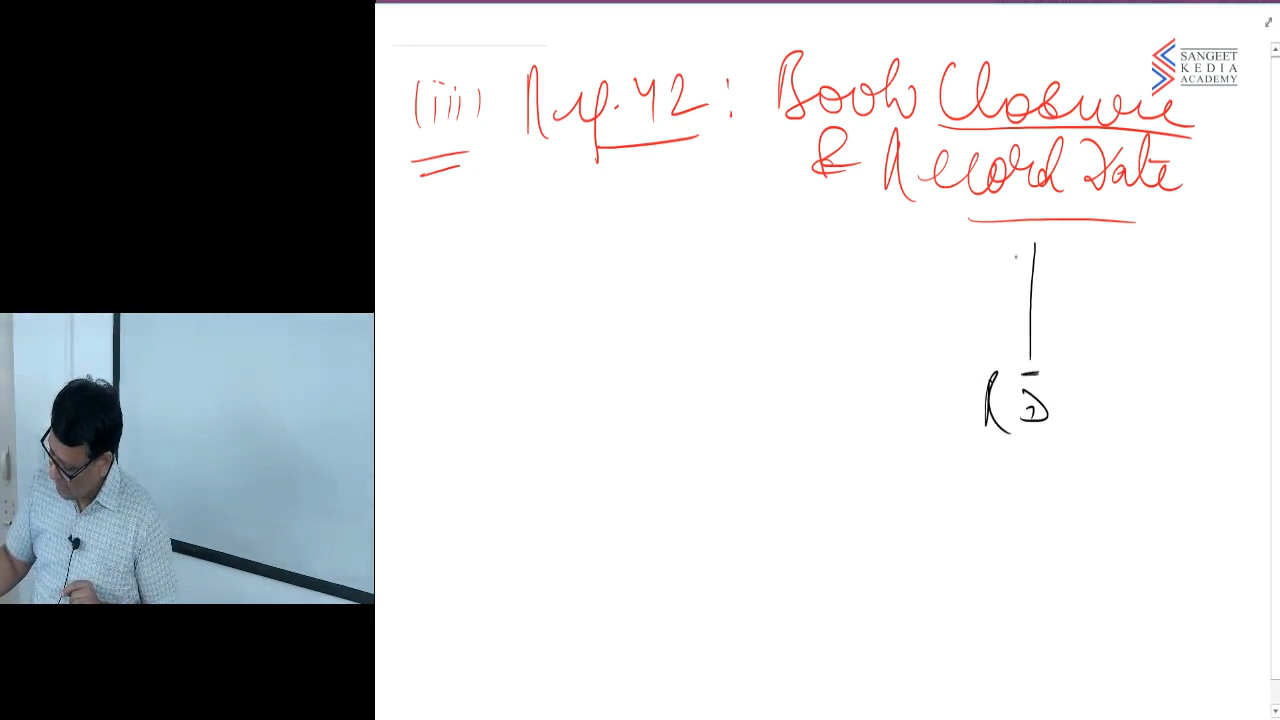 (iii) Reg. 42: Book Closure
& Record Date
RD
SANGEET
KEDIA
ACADEMY